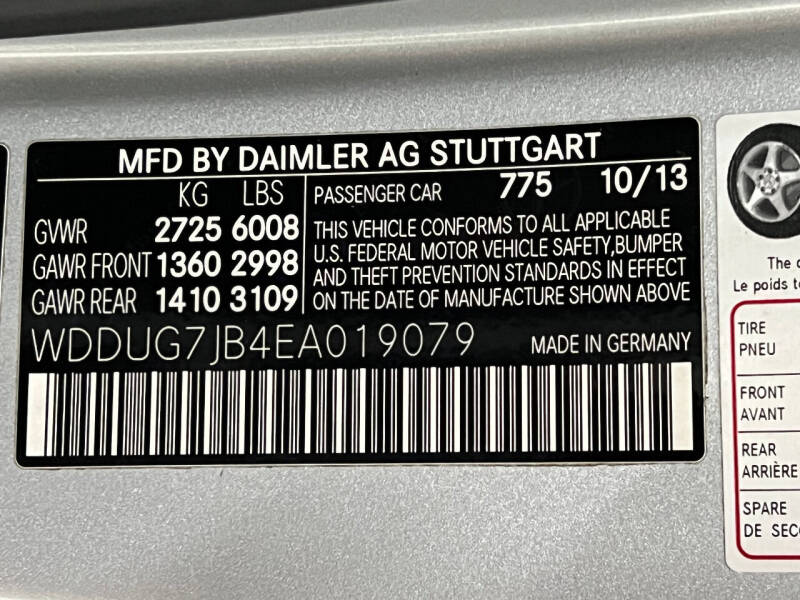 MFD BY DAIMLER AG STUTTGART
KG LBS
GVWR 2725 6008
GAWR FRONT 1360 2998
GAWR REAR 1410 3109
PASSENGER CAR 775 10/13
THIS VEHICLE CONFORMS TO ALL APPLICABLE
U.S. FEDERAL MOTOR VEHICLE SAFETY,BUMPER
AND THEFT PREVENTION STANDARDS IN EFFECT
ON THE DATE OF MANUFACTURE SHOWN ABOVE
WDDUG7JB4EA019079 MADE IN GERMANY
The
Le poids
TIRE
PNEU
FRONT
AVANT
REAR
ARRIÈRE
SPARE
DE